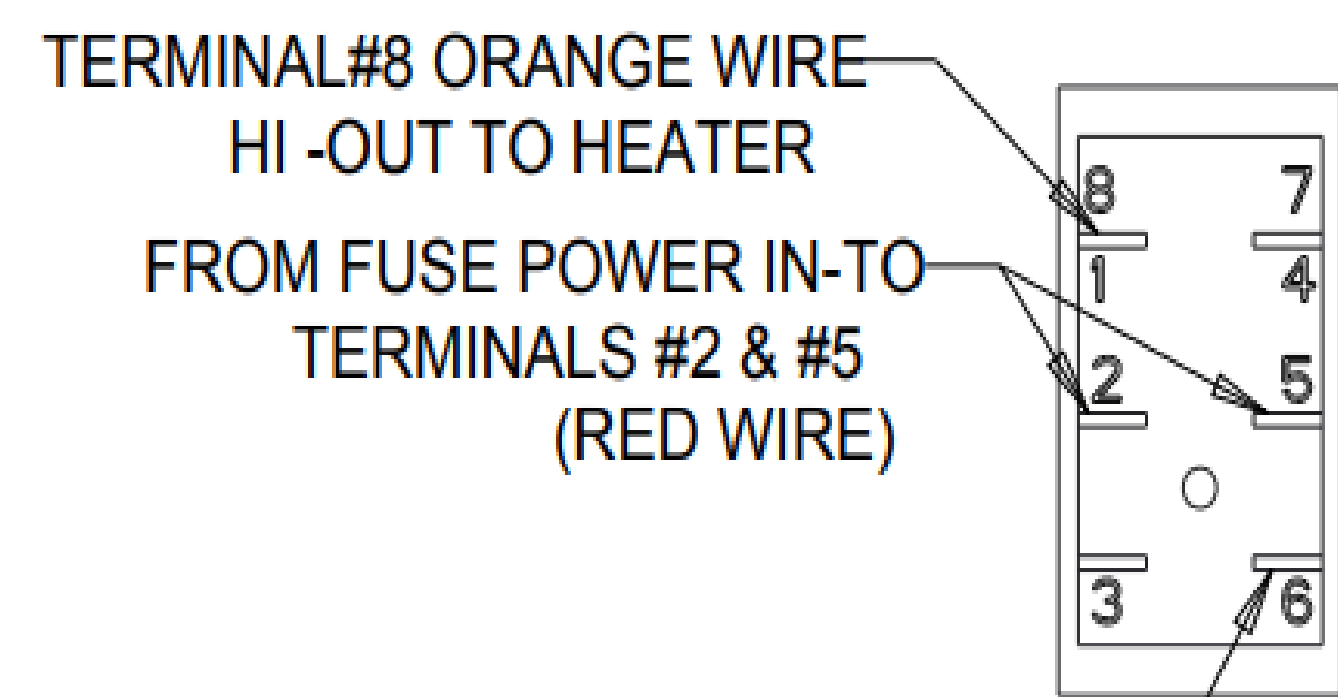 TERMINAL#8 ORANGE WIRE
HI -OUT TO HEATER
FROM FUSE POWER IN-TO
TERMINALS #2 & #5
(RED WIRE)
8 7
1 4
2 5
3 6